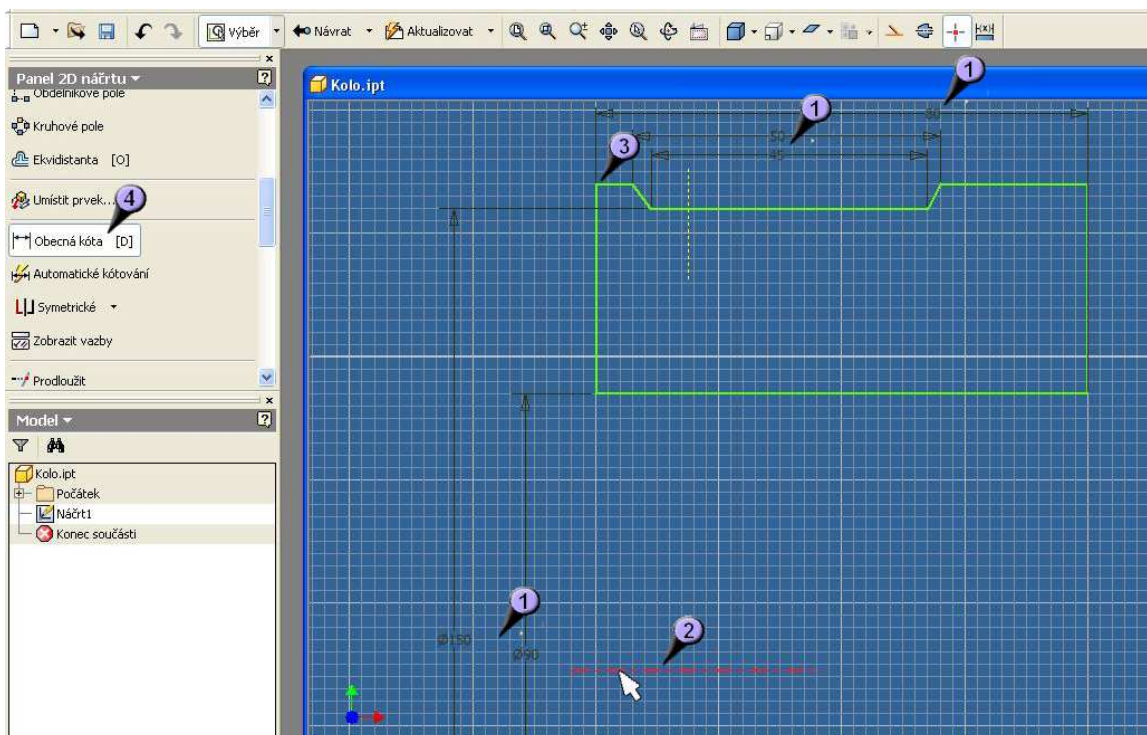 Výběr Návrat Aktualizovat
Panel 2D náčrtu
Obdélníkové pole
Kruhové pole
Ekvidistanta [O]
Umístit prvek...
Obecná kóta [D]
Automatické kótování
Symetrické
Zobrazit vazby
Prodloužit
Model
Kolo.ipt
Počátek
Náčrt1
Konec součásti
Kolo.ipt
1
80
1
50
45
3
4
1
Ø150
Ø90
2